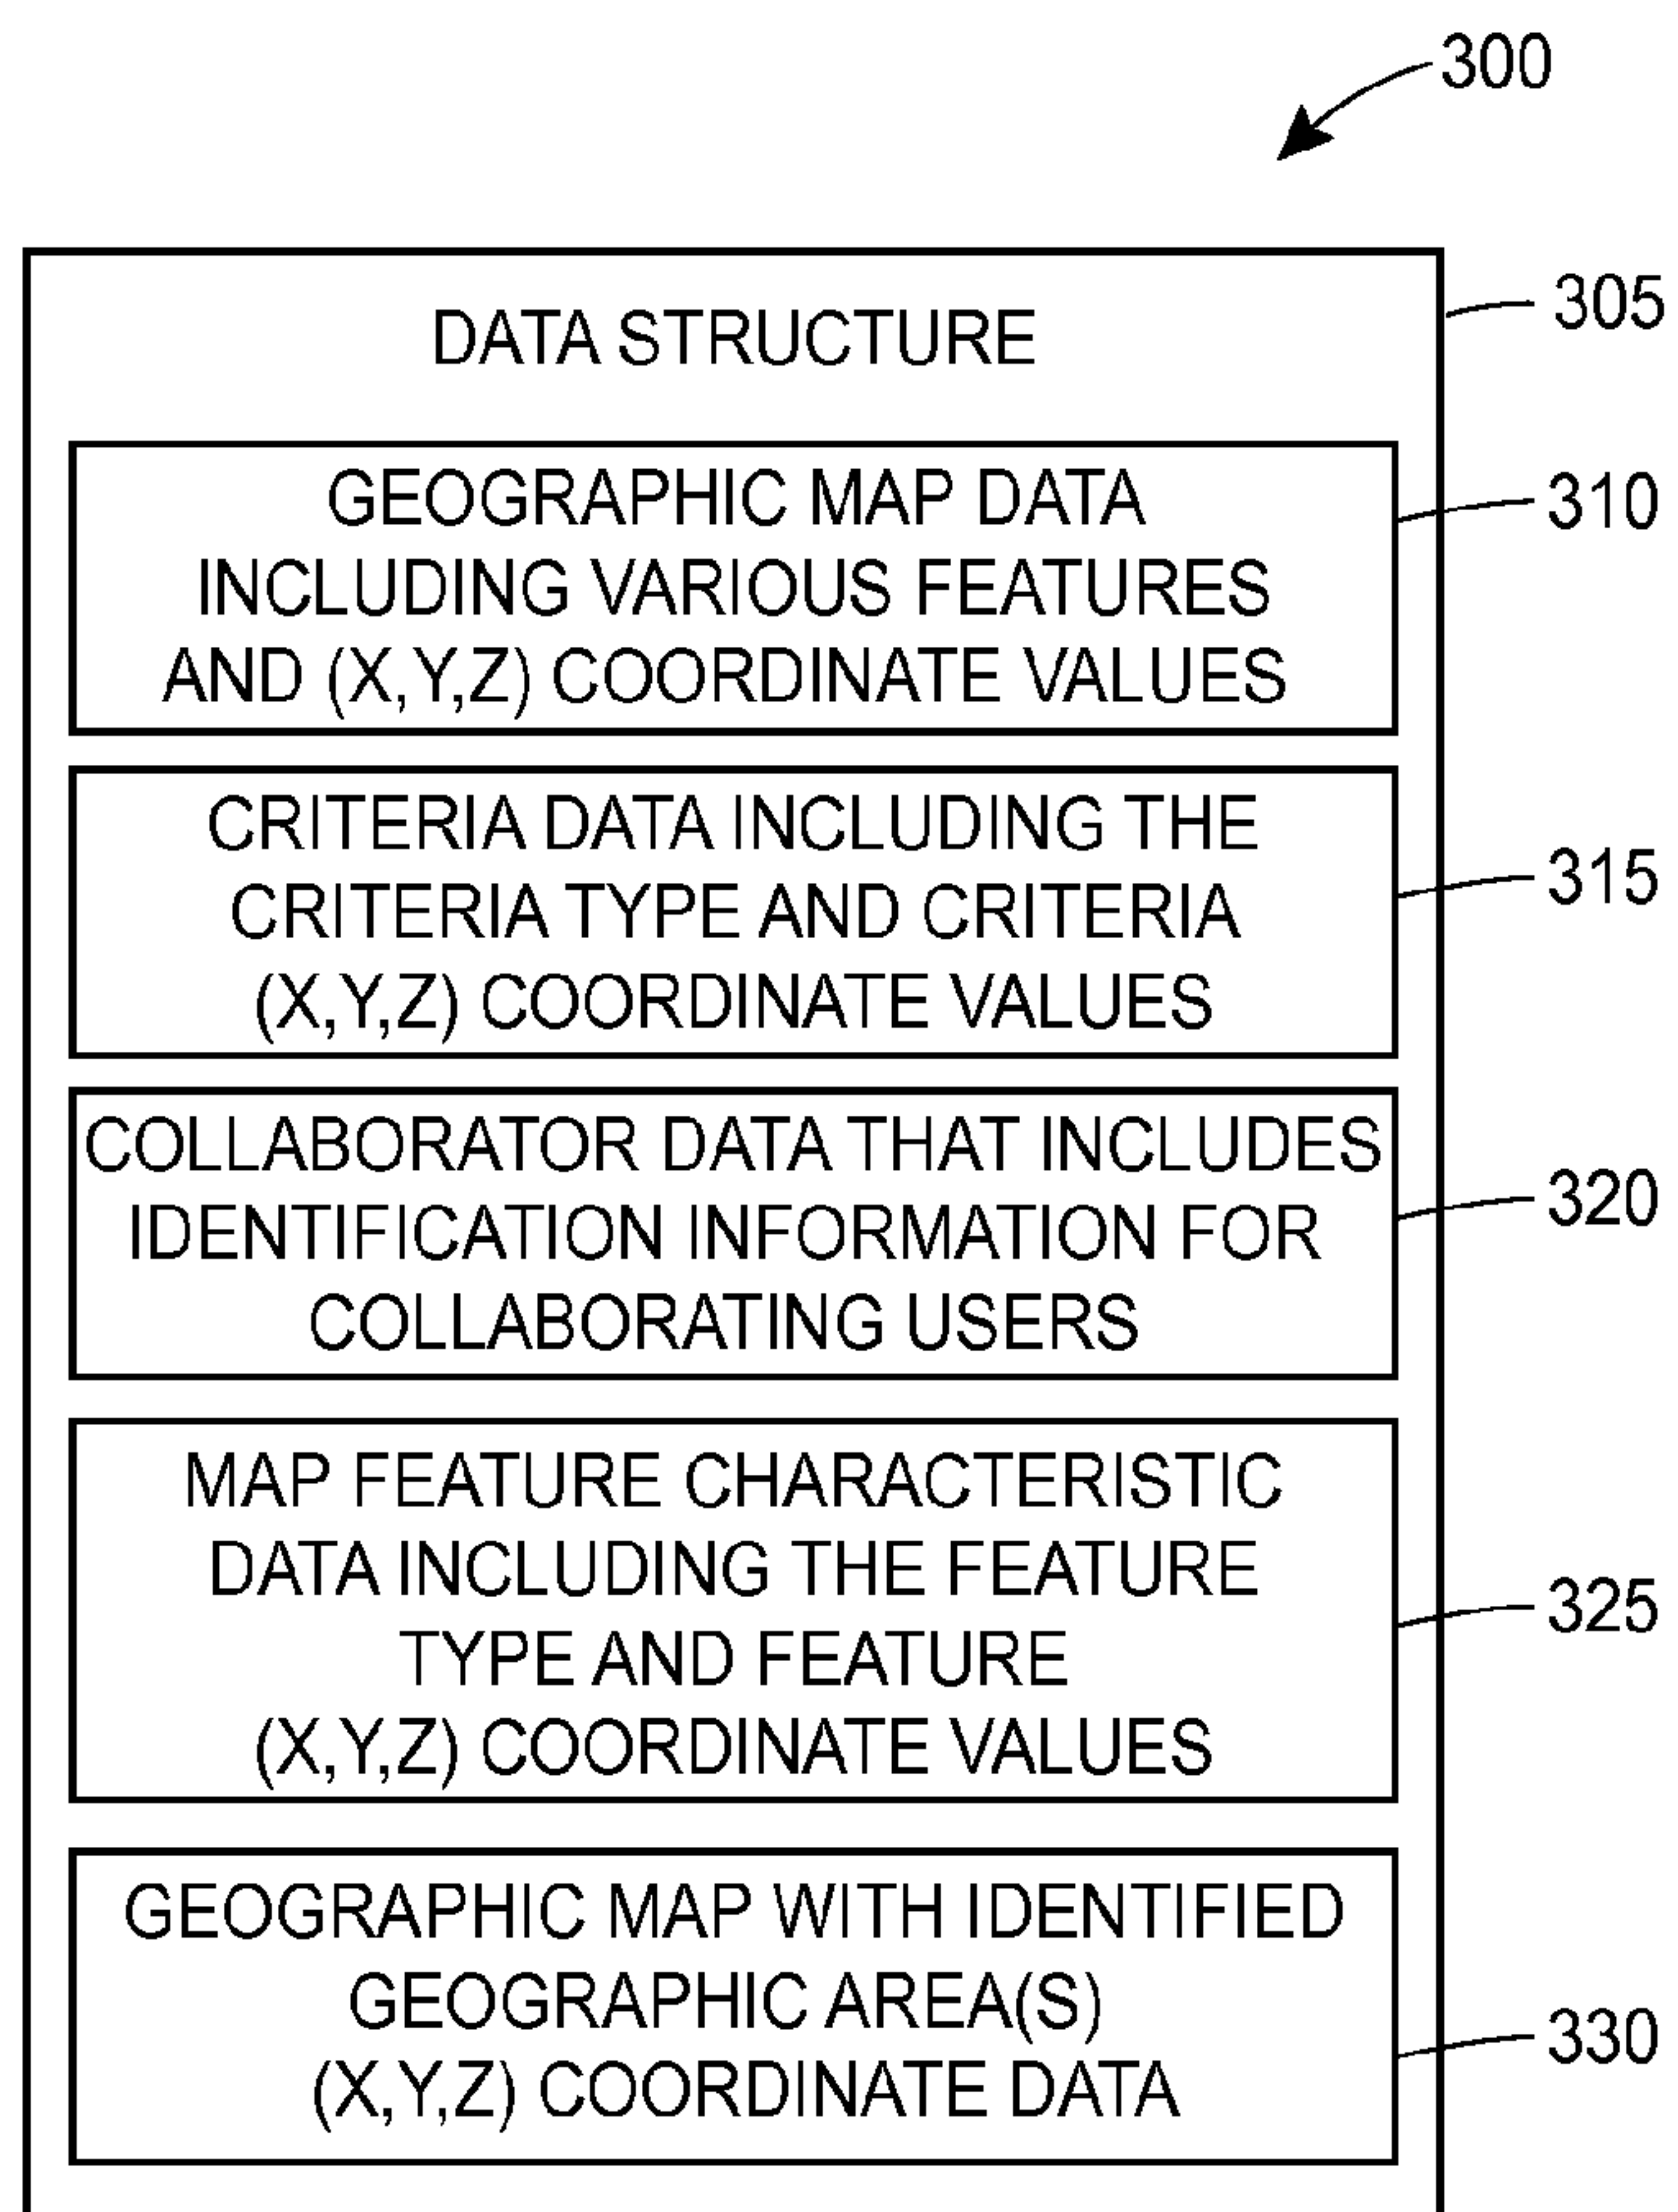 300
DATA STRUCTURE
305
GEOGRAPHIC MAP DATA
INCLUDING VARIOUS FEATURES
AND (X,Y,Z) COORDINATE VALUES
310
CRITERIA DATA INCLUDING THE
CRITERIA TYPE AND CRITERIA
(X,Y,Z) COORDINATE VALUES
315
COLLABORATOR DATA THAT INCLUDES
IDENTIFICATION INFORMATION FOR
COLLABORATING USERS
320
MAP FEATURE CHARACTERISTIC
DATA INCLUDING THE FEATURE
TYPE AND FEATURE
(X,Y,Z) COORDINATE VALUES
325
GEOGRAPHIC MAP WITH IDENTIFIED
GEOGRAPHIC AREA(S)
(X,Y,Z) COORDINATE DATA
330